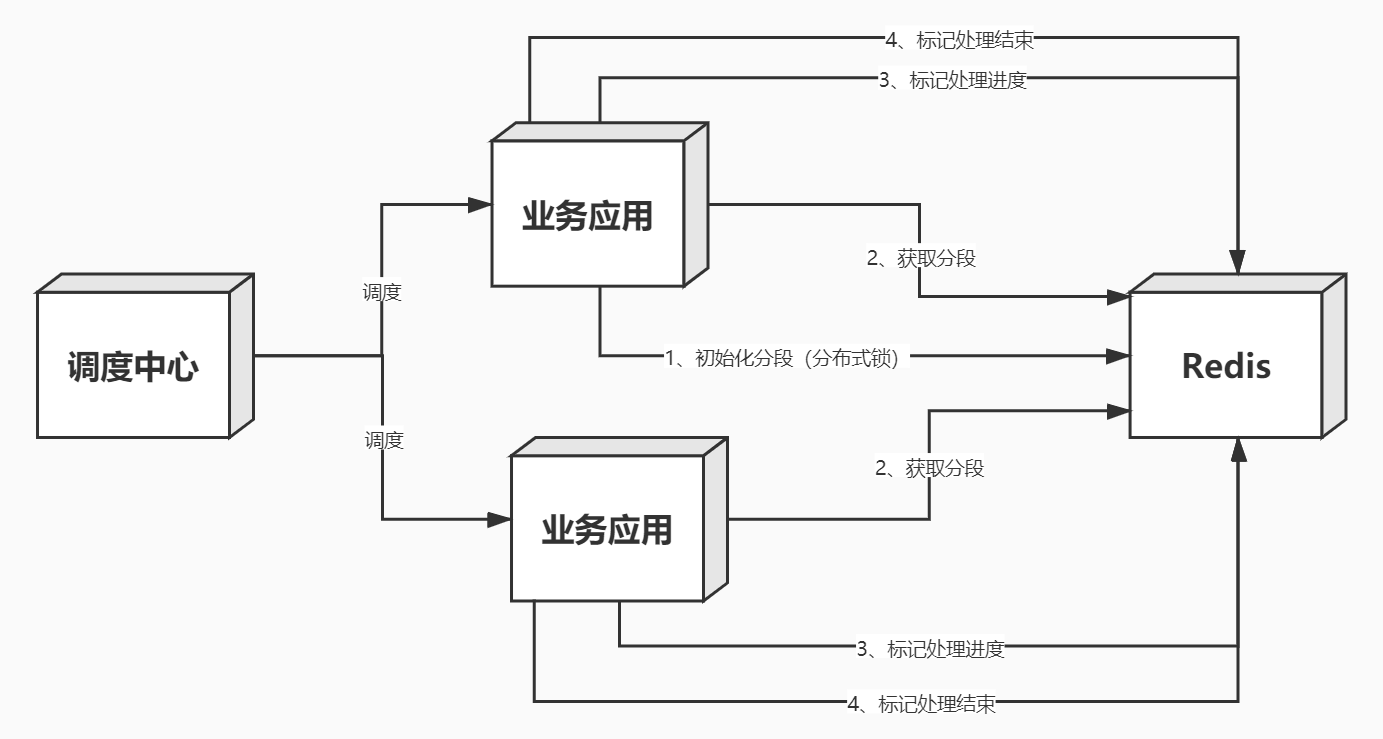 4、标记处理结束
3、标记处理进度
业务应用
2、获取分段
调度
1、初始化分段（分布式锁）
调度中心
Redis
调度
2、获取分段
业务应用
3、标记处理进度
4、标记处理结束